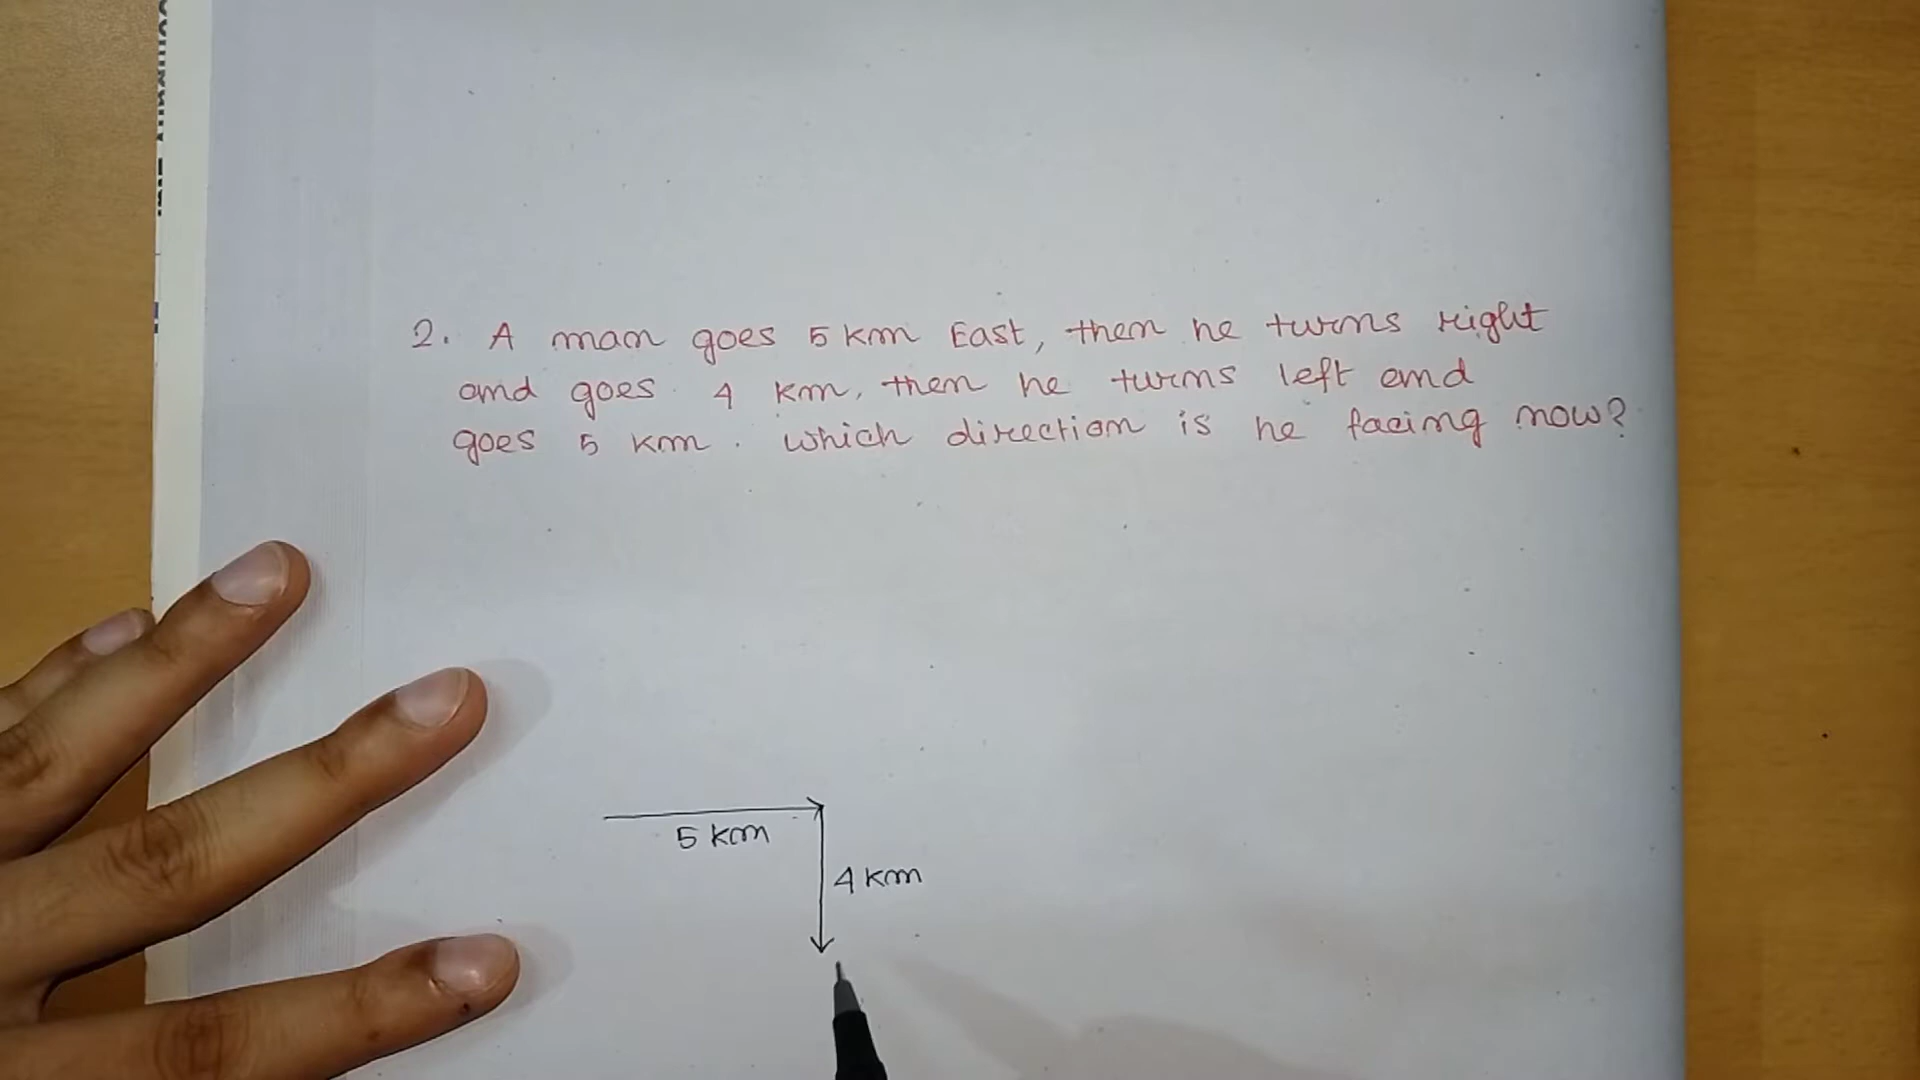 2. A man goes 5 km East, then he turns right
and goes 4 km, then he turns left and
goes 5 km. which direction is he facing now?
5 km
4 km